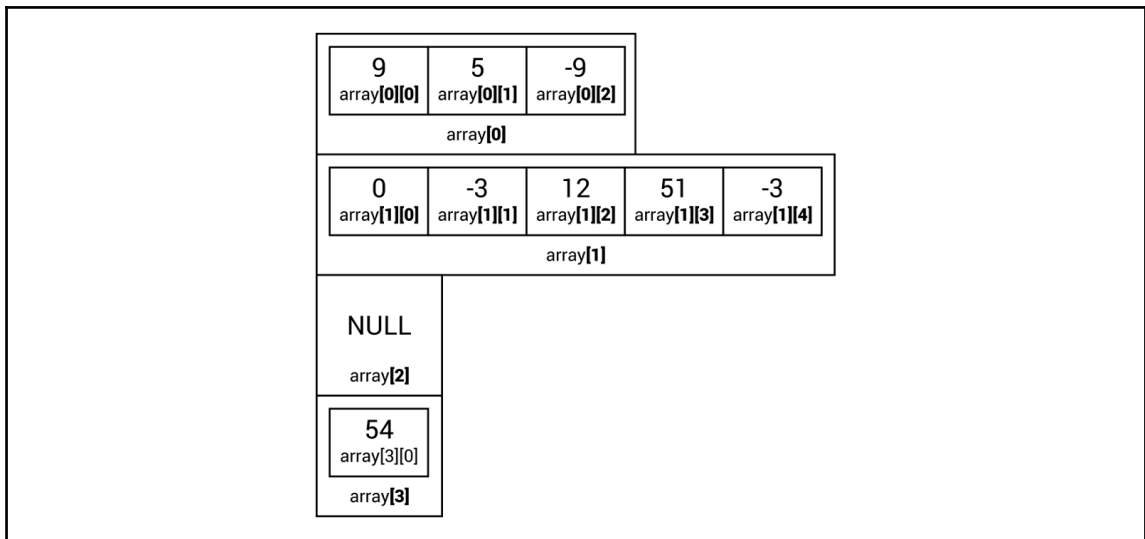 9 5 -9
array[0][0] array[0][1] array[0][2]
array[0]
0 -3 12 51 -3
array[1][0] array[1][1] array[1][2] array[1][3] array[1][4]
array[1]
NULL
array[2]
54
array[3][0]
array[3]